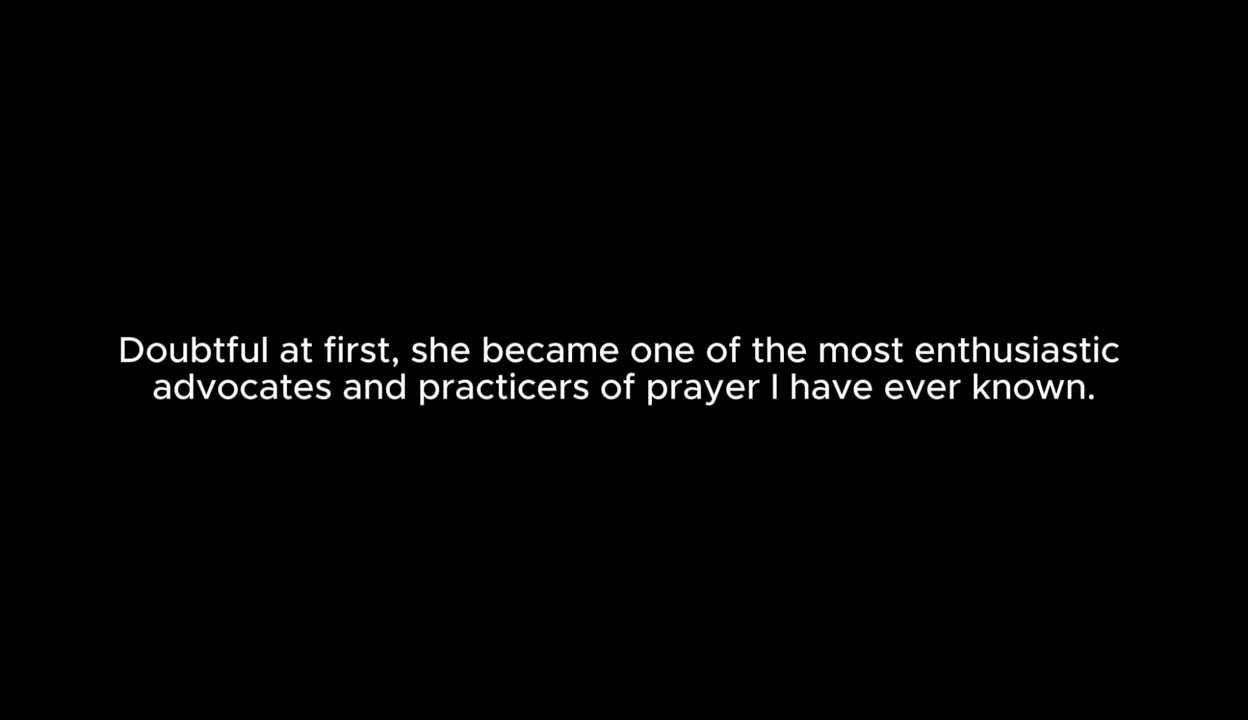 Doubtful at first, she became one of the most enthusiastic
advocates and practicers of prayer I have ever known.